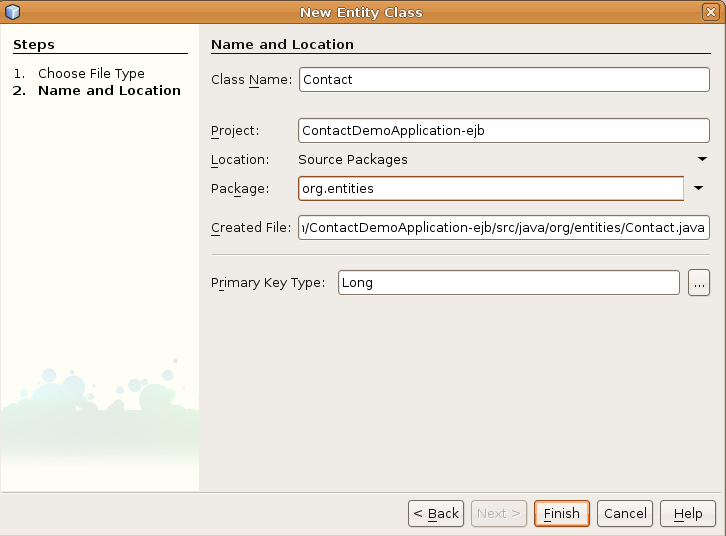 New Entity Class
Steps
1. Choose File Type
2. Name and Location
Name and Location
Class Name: Contact
Project: ContactDemoApplication-ejb
Location: Source Packages
Package: org.entities
Created File: /ContactDemoApplication-ejb/src/java/org/entities/Contact.java
Primary Key Type: Long ...
< Back Next > Finish Cancel Help